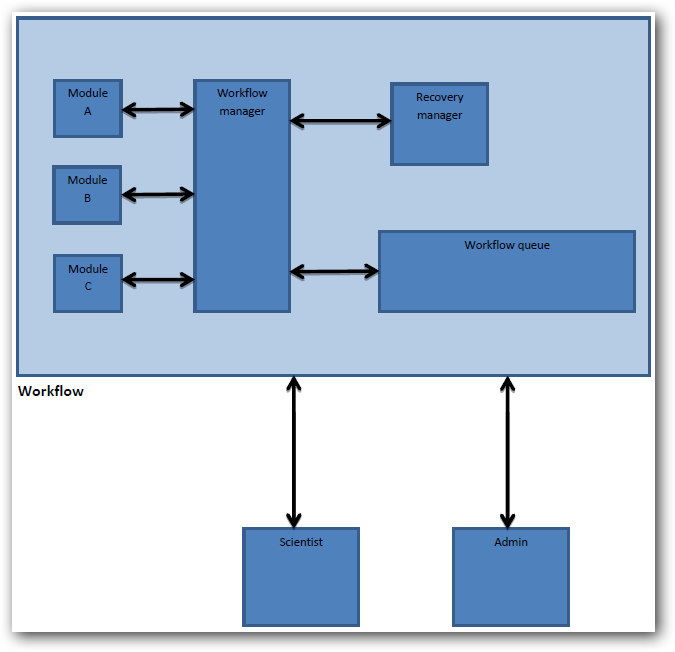 Module
A
Workflow
manager
Recovery
manager
Module
B
Workflow queue
Module
C
Workflow
Scientist
Admin